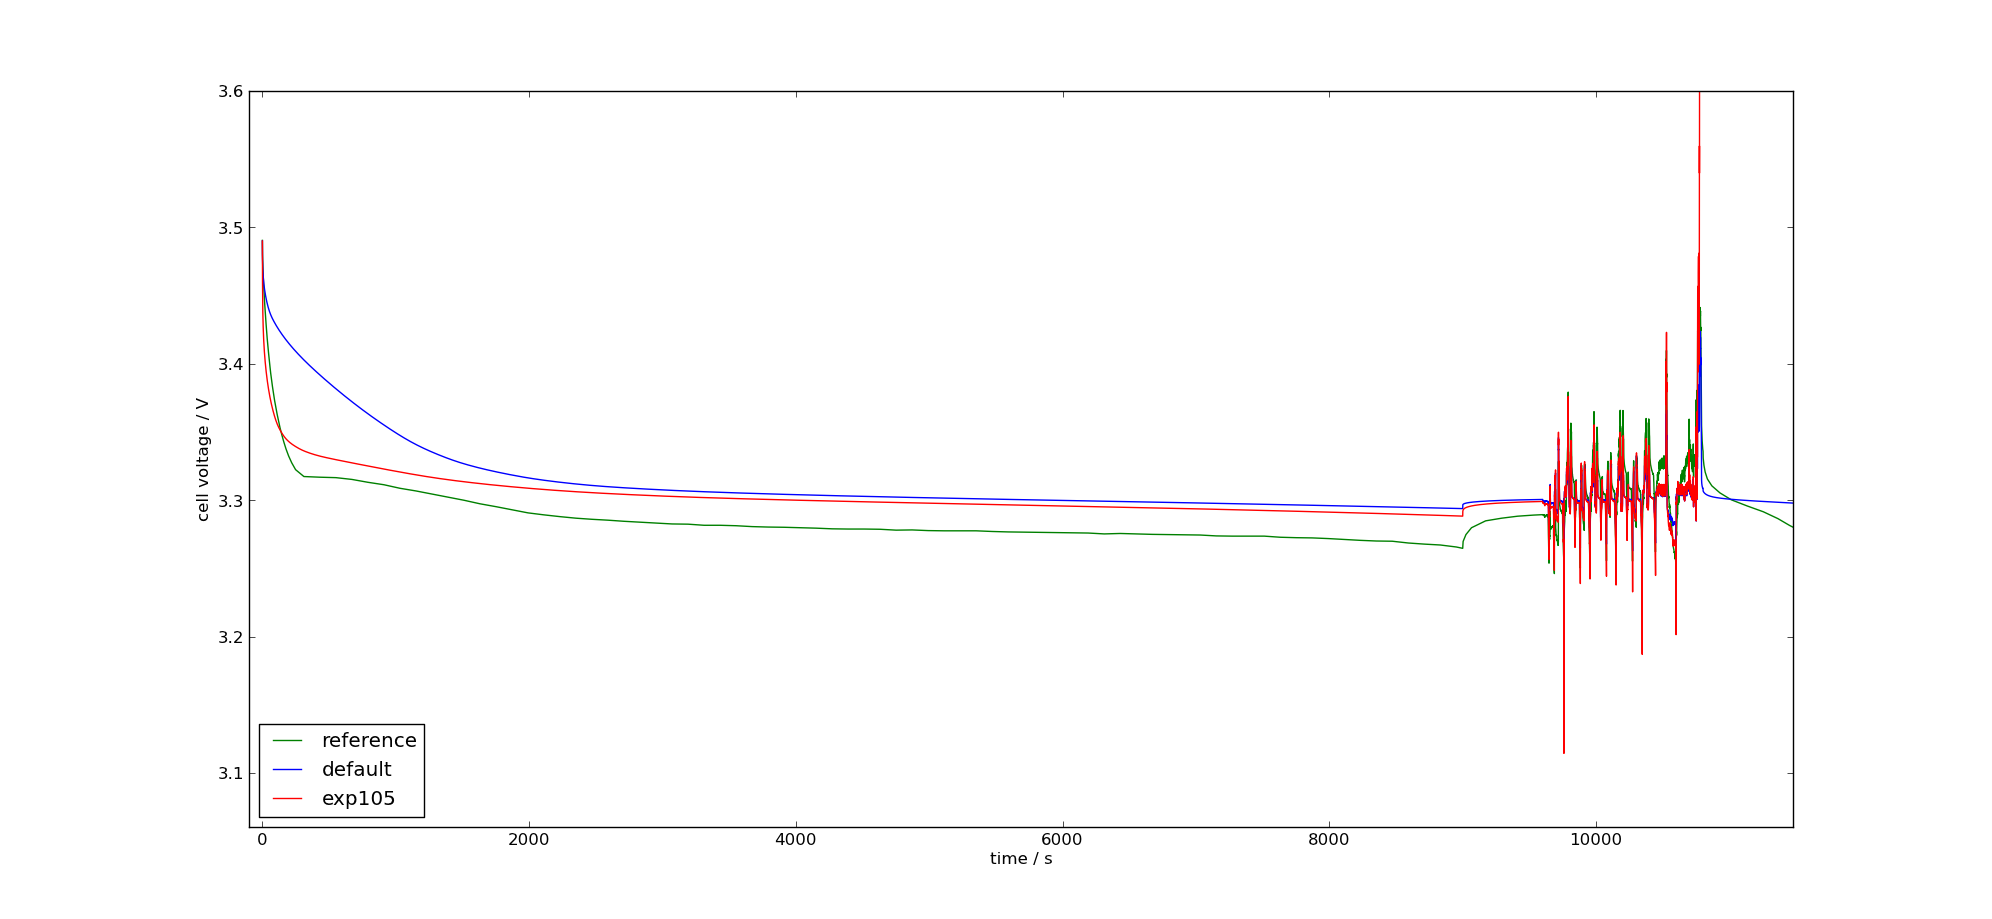 3.6
3.5
3.4
3.3
3.2
3.1
cell voltage / V
reference
default
exp105
0 2000 4000 6000 8000 10000
time / s